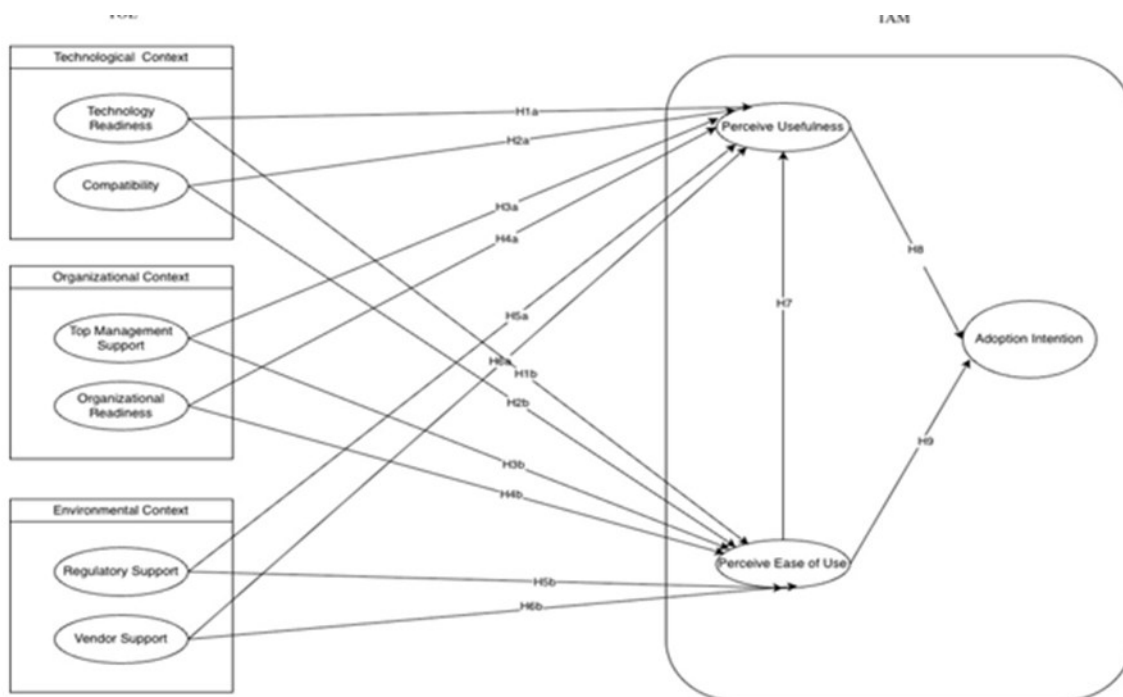 TOE
TAM
Technological Context
Technology
Readiness
Compatibility
Organizational Context
Top Management
Support
Organizational
Readiness
Environmental Context
Regulatory Support
Vendor Support
H1a
H2a
H3a
H4a
H5a
H6a
H1b
H2b
H3b
H4b
H5b
H6b
Perceive Usefulness
H7
Perceive Ease of Use
H8
H9
Adoption Intention